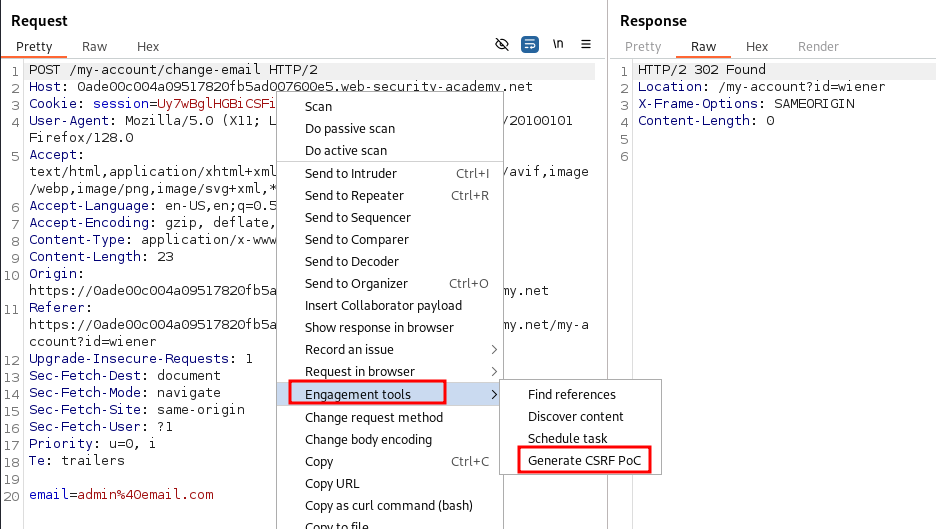 Request
Pretty Raw Hex
\n
1 POST /my-account/change-email HTTP/2
2 Host: 0ade00c004a09517820fb5ad007600e5.web-security-academy.net
3 Cookie: session=Uy7wBglHGBiCSFi
4 User-Agent: Mozilla/5.0 (X11; L /20100101
Firefox/128.0
5 Accept:
text/html,application/xhtml+xml /avif,image
/webp,image/png,image/svg+xml,*
6 Accept-Language: en-US,en;q=0.5
7 Accept-Encoding: gzip, deflate,
8 Content-Type: application/x-www
9 Content-Length: 23
10 Origin:
https://0ade00c004a09517820fb5a my.net
11 Referer:
https://0ade00c004a09517820fb5a my.net/my-a
ccount?id=wiener
12 Upgrade-Insecure-Requests: 1
13 Sec-Fetch-Dest: document
14 Sec-Fetch-Mode: navigate
15 Sec-Fetch-Site: same-origin
16 Sec-Fetch-User: ?1
17 Priority: u=0, i
18 Te: trailers
19
20 email=admin%40email.com
Scan
Do passive scan
Do active scan
Send to Intruder Ctrl+I
Send to Repeater Ctrl+R
Send to Sequencer
Send to Comparer
Send to Decoder
Send to Organizer Ctrl+O
Insert Collaborator payload
Show response in browser
Record an issue
Request in browser
Engagement tools
Change request method
Change body encoding
Copy Ctrl+C
Copy URL
Copy as curl command (bash)
Copy to file
Find references
Discover content
Schedule task
Generate CSRF PoC
Response
Pretty Raw Hex Render
1 HTTP/2 302 Found
2 Location: /my-account?id=wiener
3 X-Frame-Options: SAMEORIGIN
4 Content-Length: 0
5
6